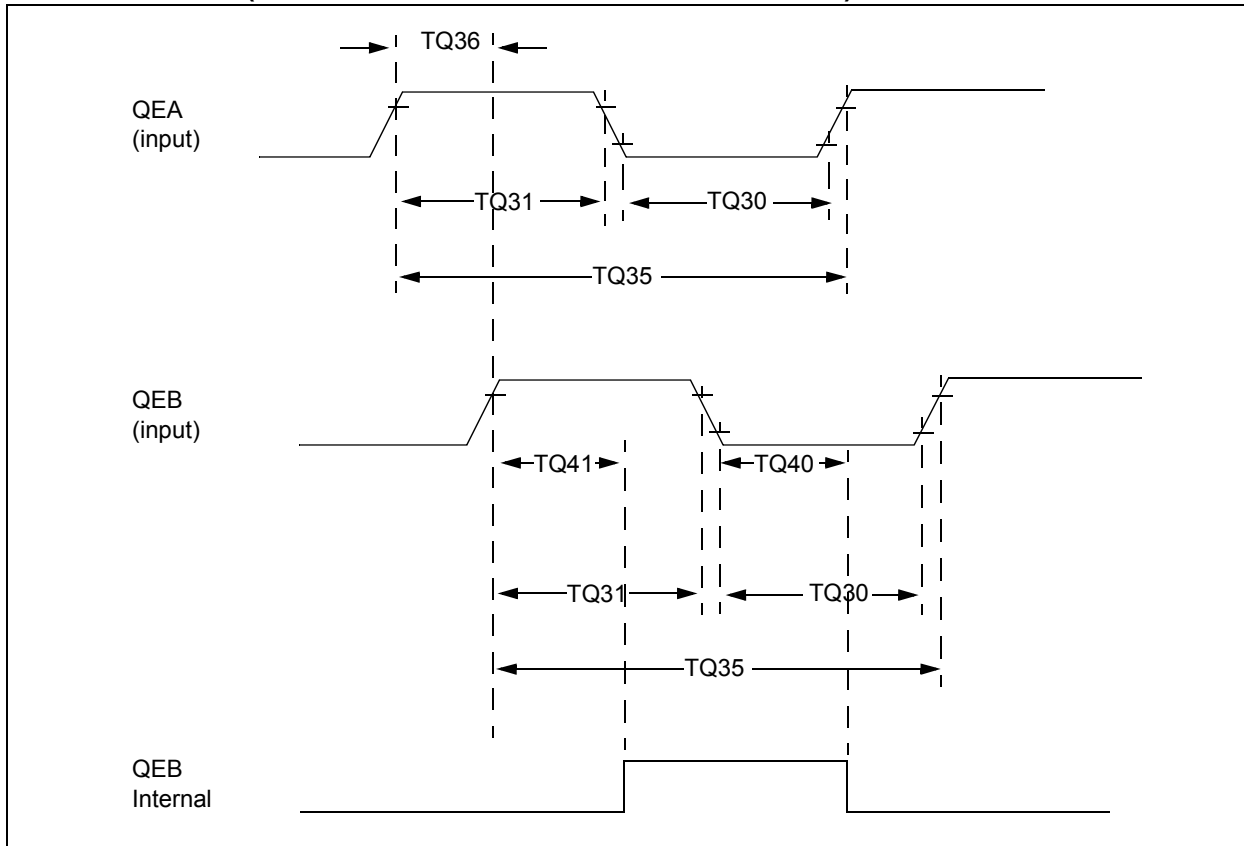 TQ36
QEA
(input)
TQ31
TQ30
TQ35
QEB
(input)
TQ41
TQ40
TQ31
TQ30
TQ35
QEB
Internal